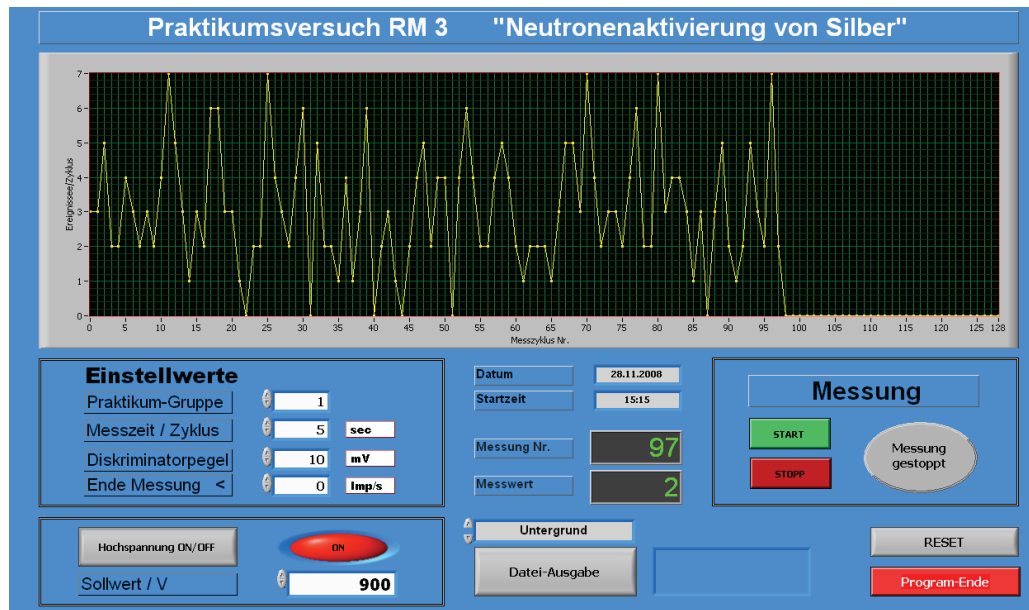 Praktikumsversuch RM 3 "Neutronenaktivierung von Silber"
7
6
5
4
3
2
1
0
Ereignissee/Zyklus
0 5 10 15 20 25 30 35 40 45 50 55 60 65 70 75 80 85 90 95 100 105 110 115 120 125 128
Messzyklus Nr.
Einstellwerte
Praktikum-Gruppe 1
Messzeit / Zyklus 5 sec
Diskriminatorpegel 10 mV
Ende Messung < 0 Imp/s
Hochspannung ON/OFF ON
Sollwert / V 900
Datum 28.11.2008
Startzeit 15:15
Messung Nr. 97
Messwert 2
Untergrund
Datei-Ausgabe
Messung
START
STOPP
Messung
gestoppt
RESET
Program-Ende